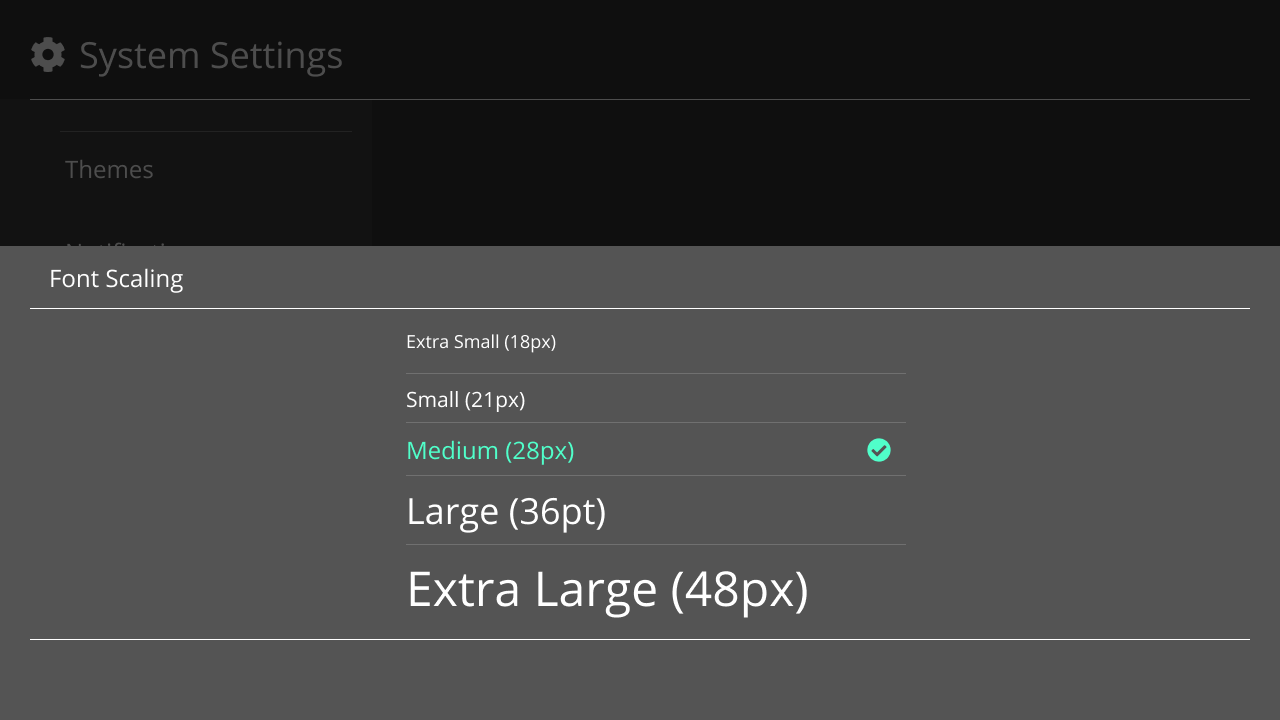 System Settings
Themes
Font Scaling
Extra Small (18px)
Small (21px)
Medium (28px)
Large (36pt)
Extra Large (48px)